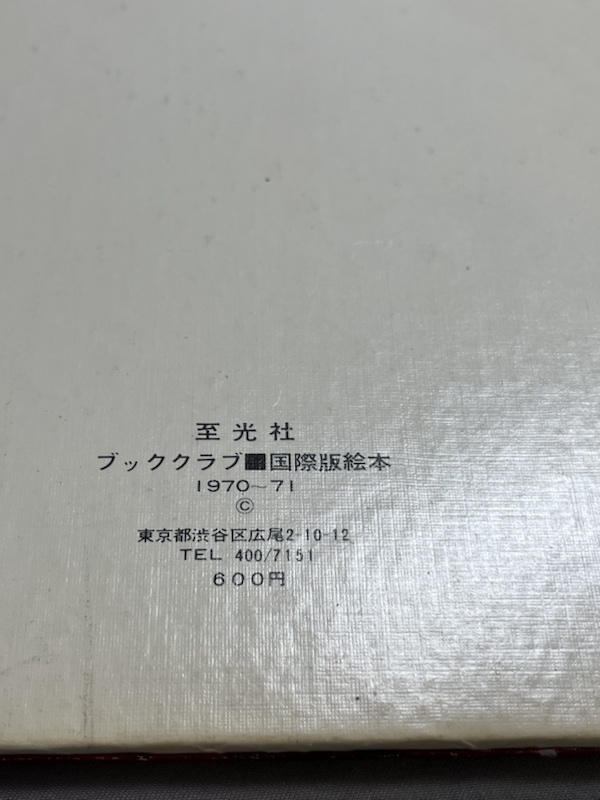 至光社
ブッククラブ■国際版絵本
1970~71
©
東京都渋谷区広尾2-10-12
TEL 400/7151
600円